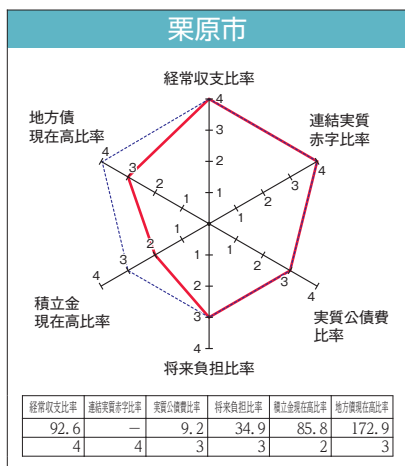 栗原市
経常収支比率
地方債
現在高比率
連結実質
赤字比率
4
4
4
3
3
3
2
2
2
1
1
1
1
1
1
2
2
2
3
3
3
4
4
4
積立金
現在高比率
実質公債費
比率
将来負担比率
経常収支比率 連結実質赤字比率 実質公債費比率 将来負担比率 積立金現在高比率 地方債現在高比率
92.6 － 9.2 34.9 85.8 172.9
4 4 3 3 2 3